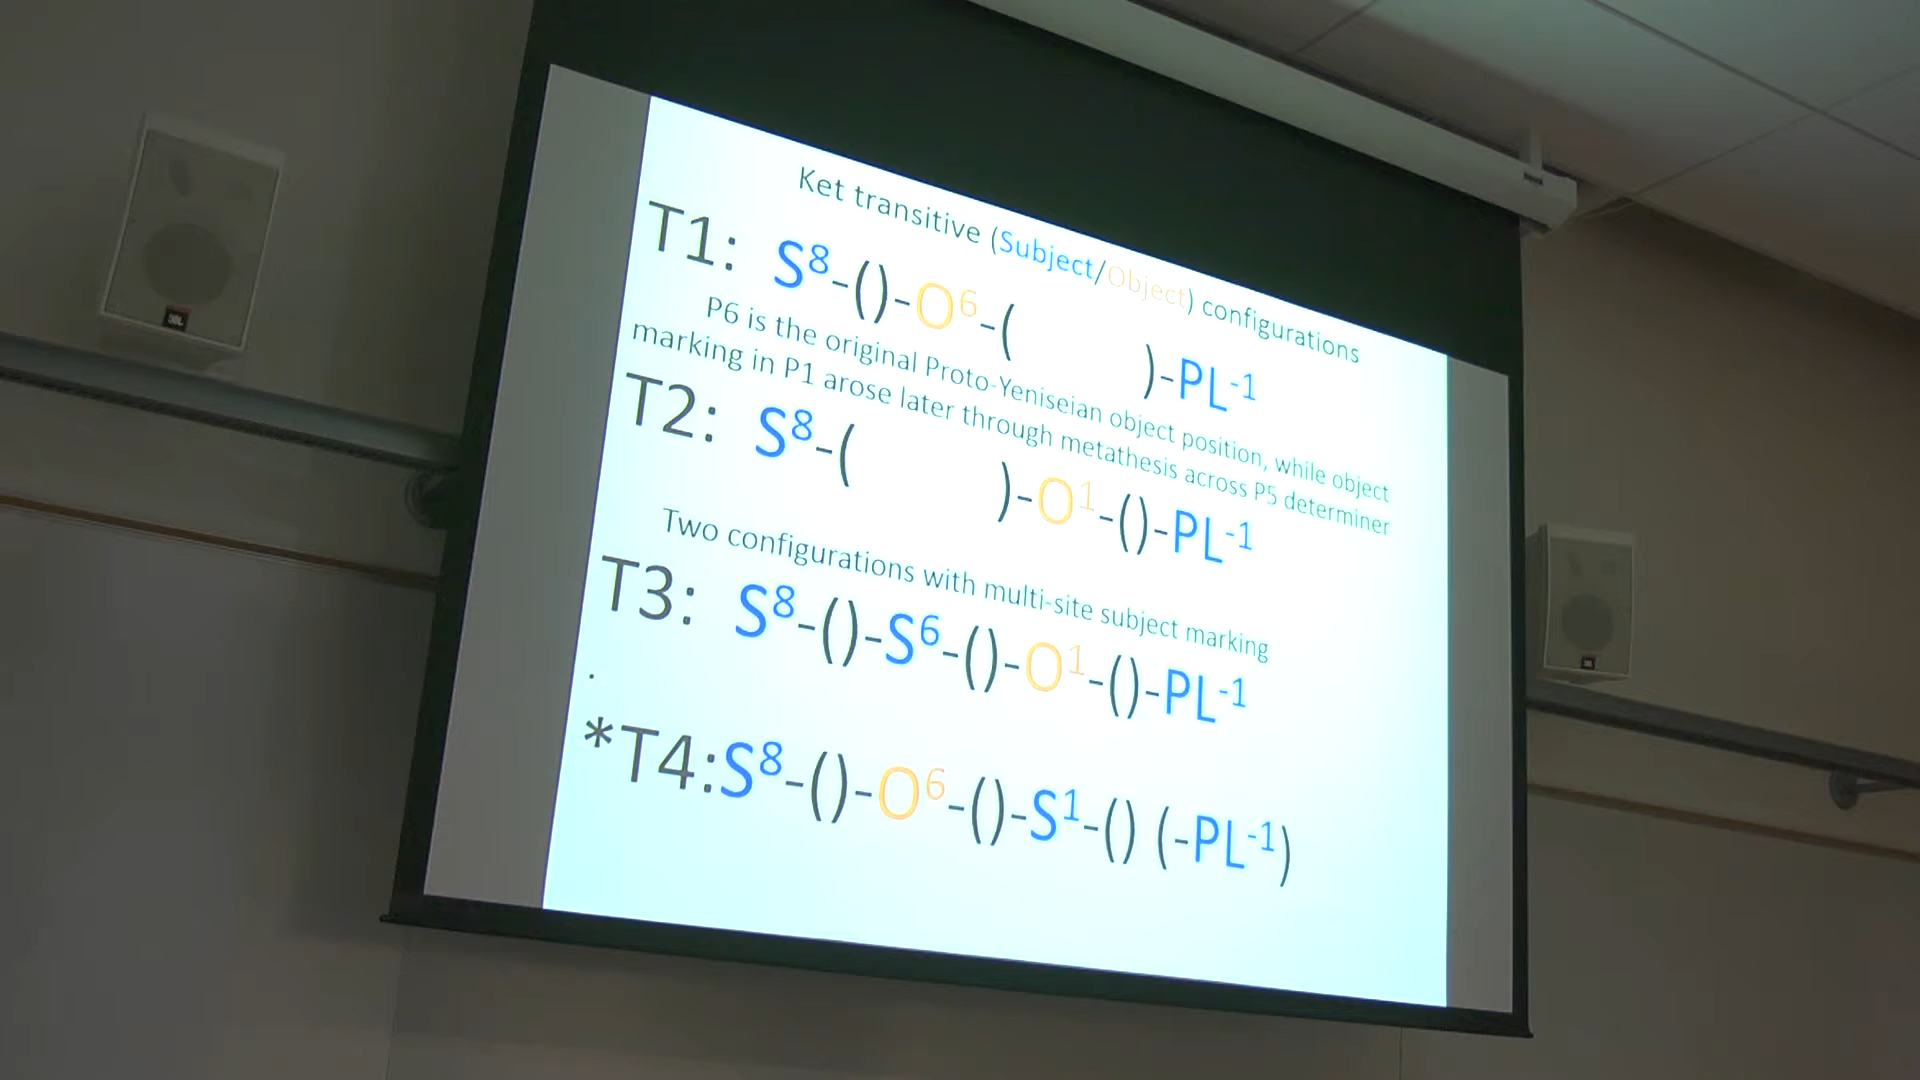 Ket transitive (Subject/Object) configurations
T1: S⁸-()-O⁶-( )-PL⁻¹
P6 is the original Proto-Yeniseian object position, while object
marking in P1 arose later through metathesis across P5 determiner
T2: S⁸-( )-O¹-()-PL⁻¹
Two configurations with multi-site subject marking
T3: S⁸-()-S⁶-()-O¹-()-PL⁻¹
.
*T4:S⁸-()-O⁶-()-S¹-() (-PL⁻¹)
JBL
JBL